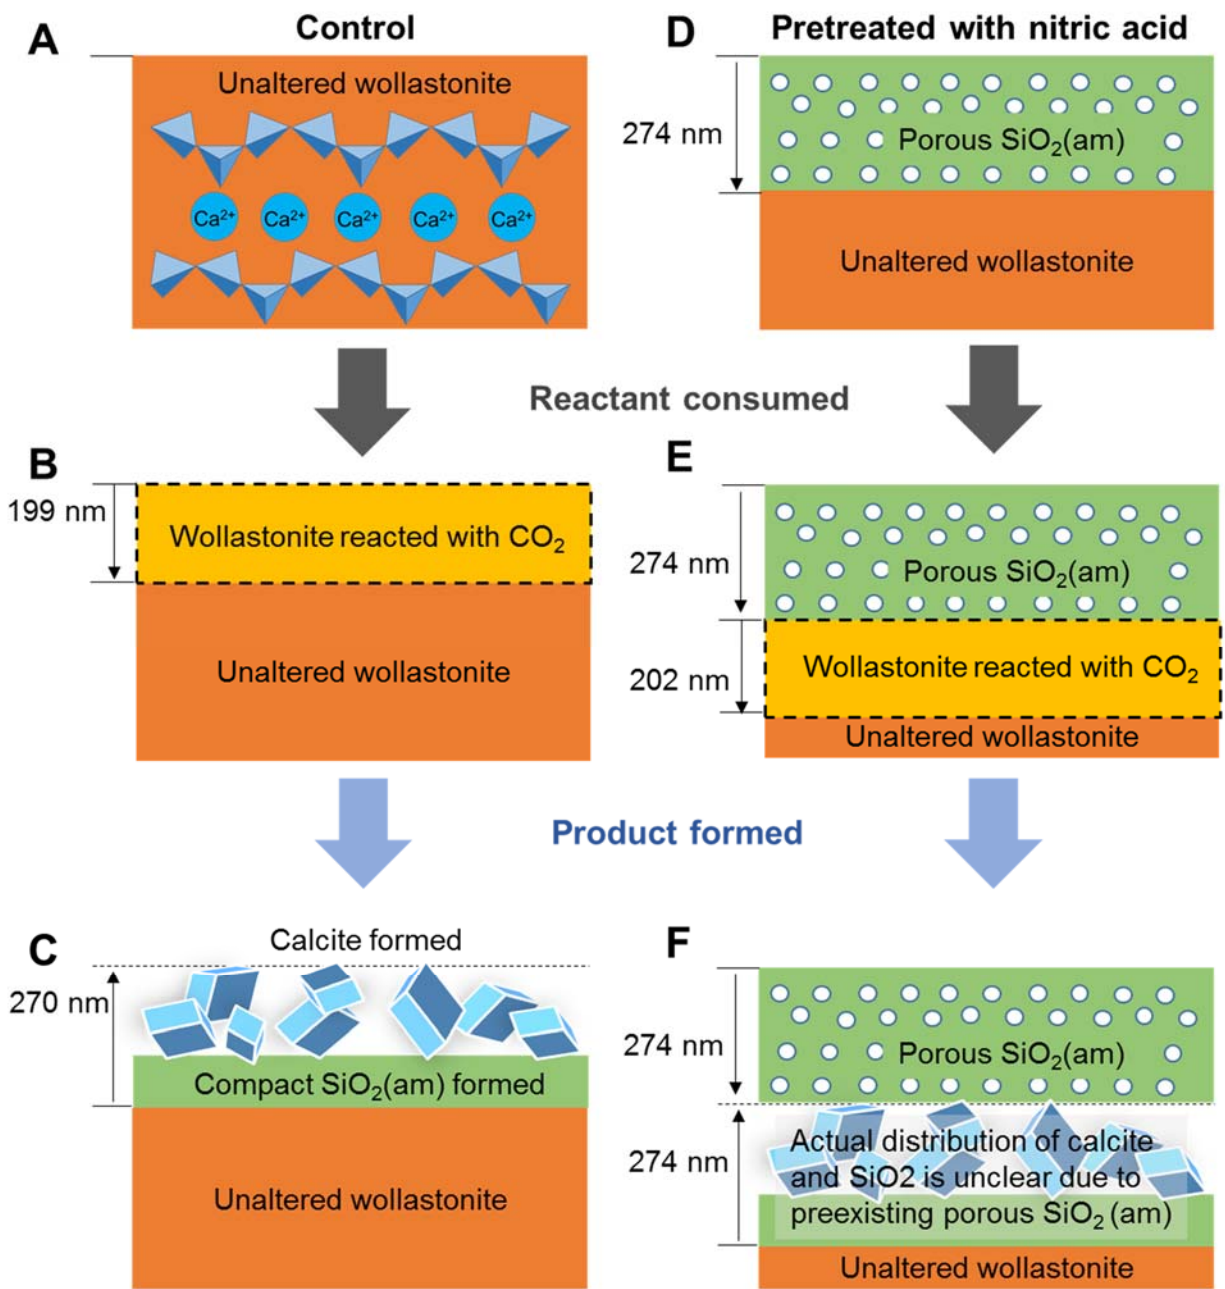 A
Control
Unaltered wollastonite
Ca²⁺ Ca²⁺ Ca²⁺ Ca²⁺ Ca²⁺
D
Pretreated with nitric acid
274 nm
Porous SiO₂(am)
Unaltered wollastonite
Reactant consumed
B
199 nm
Wollastonite reacted with CO₂
Unaltered wollastonite
E
274 nm
Porous SiO₂(am)
202 nm
Wollastonite reacted with CO₂
Unaltered wollastonite
Product formed
C
Calcite formed
270 nm
Compact SiO₂(am) formed
Unaltered wollastonite
F
274 nm
Porous SiO₂(am)
274 nm
Actual distribution of calcite
and SiO2 is unclear due to
preexisting porous SiO₂ (am)
Unaltered wollastonite